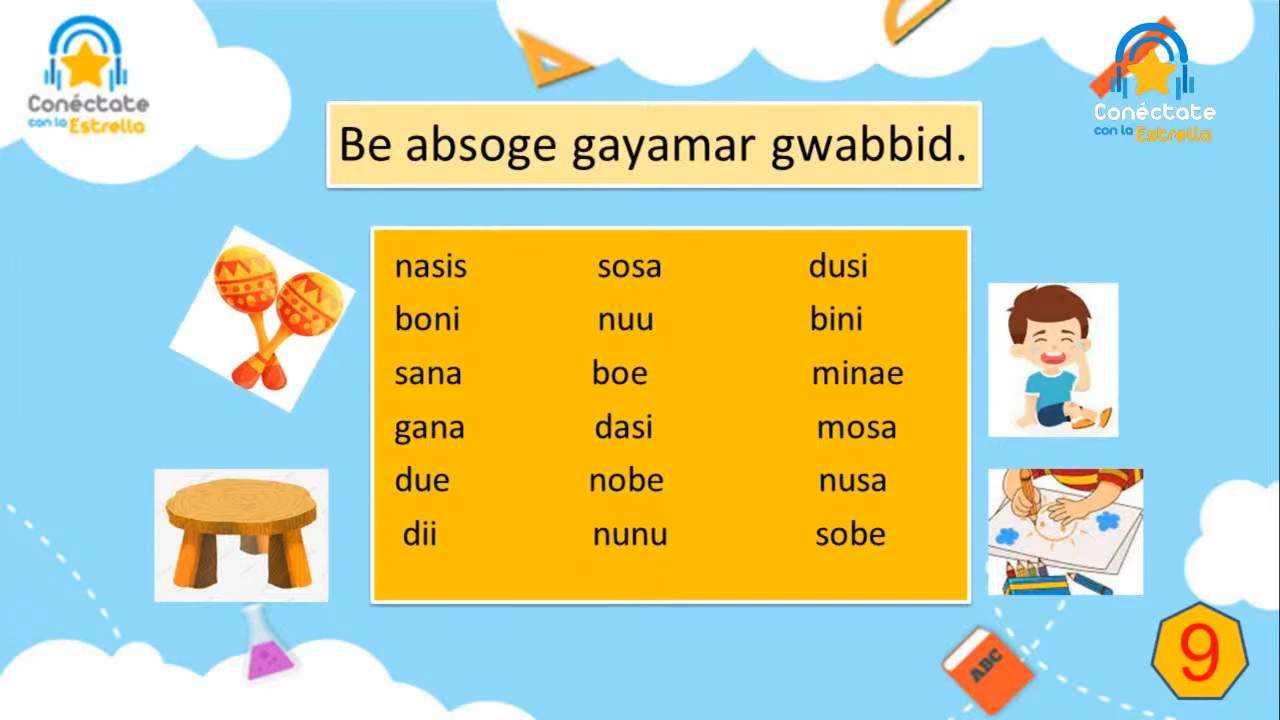 Conéctate
con la Estrella
Conéctate
con la Estrella
Be absoge gayamar gwabbid.
nasis sosa dusi
boni nuu bini
sana boe minae
gana dasi mosa
due nobe nusa
dii nunu sobe
ABC
9